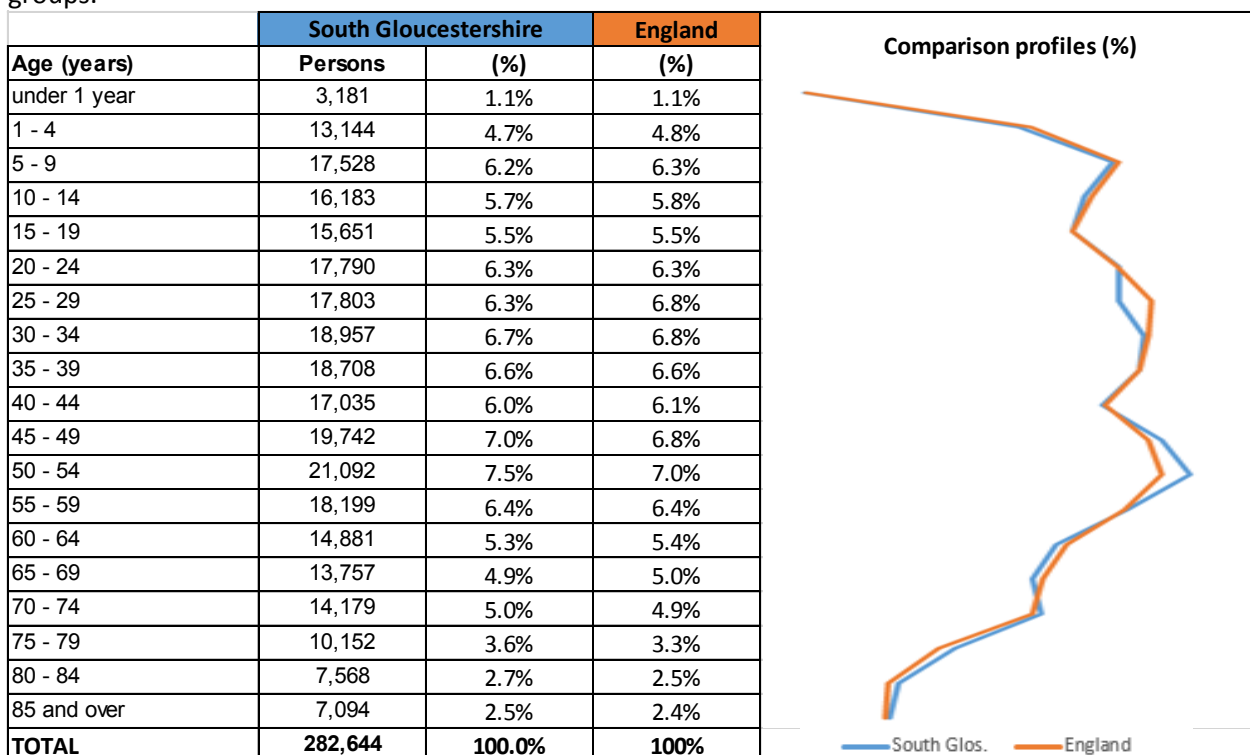 groups.
South Gloucestershire England
Comparison profiles (%)
Age (years) Persons (%) (%)
under 1 year 3,181 1.1% 1.1%
1 - 4 13,144 4.7% 4.8%
5 - 9 17,528 6.2% 6.3%
10 - 14 16,183 5.7% 5.8%
15 - 19 15,651 5.5% 5.5%
20 - 24 17,790 6.3% 6.3%
25 - 29 17,803 6.3% 6.8%
30 - 34 18,957 6.7% 6.8%
35 - 39 18,708 6.6% 6.6%
40 - 44 17,035 6.0% 6.1%
45 - 49 19,742 7.0% 6.8%
50 - 54 21,092 7.5% 7.0%
55 - 59 18,199 6.4% 6.4%
60 - 64 14,881 5.3% 5.4%
65 - 69 13,757 4.9% 5.0%
70 - 74 14,179 5.0% 4.9%
75 - 79 10,152 3.6% 3.3%
80 - 84 7,568 2.7% 2.5%
85 and over 7,094 2.5% 2.4%
TOTAL 282,644 100.0% 100%
South Glos. England